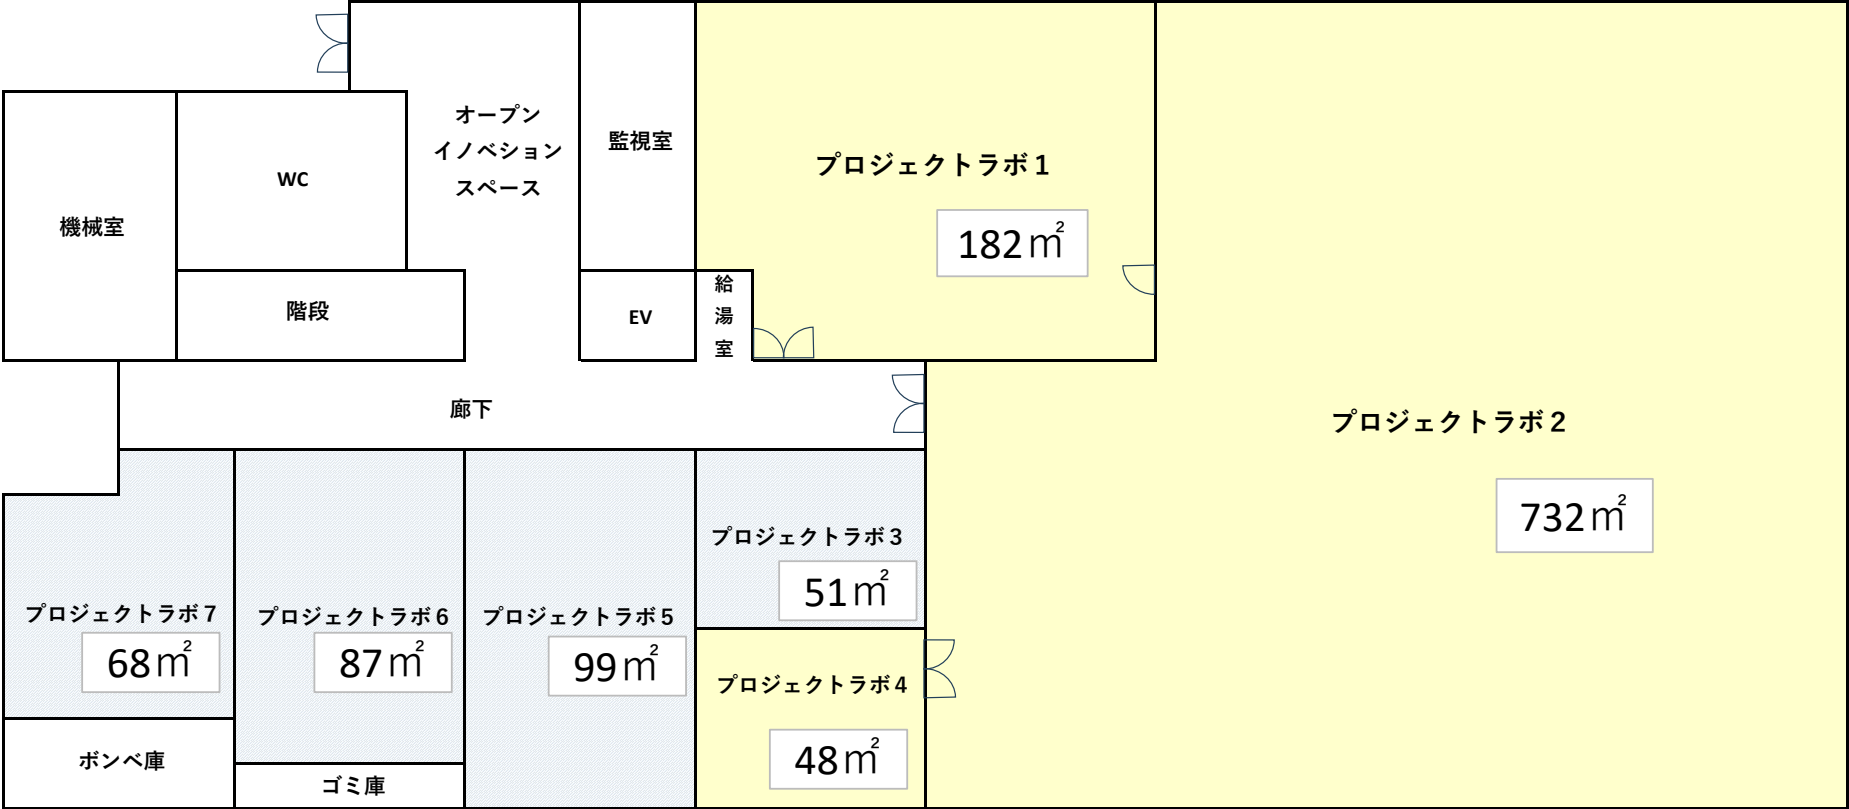 オープン
イノベション
スペース
監視室
プロジェクトラボ１
182㎡
WC
機械室
階段
EV
給
湯
室
廊下
プロジェクトラボ２
732㎡
プロジェクトラボ３
51㎡
プロジェクトラボ７
68㎡
プロジェクトラボ６
87㎡
プロジェクトラボ５
99㎡
プロジェクトラボ４
48㎡
ボンベ庫
ゴミ庫